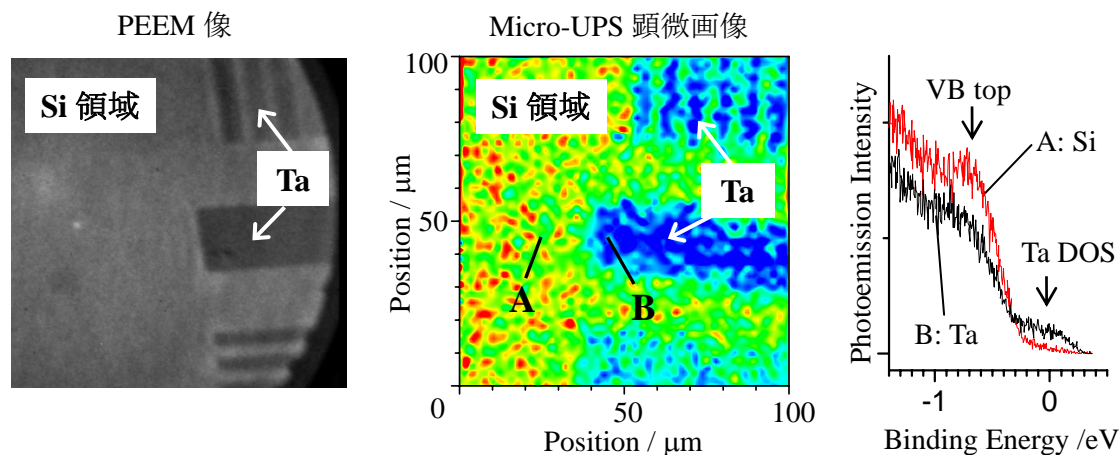 PEEM 像
Si 領域
Ta
Micro-UPS 顕微画像
100
50
0
Position / μm
Si 領域
Ta
A
B
50
100
Position / μm
Photoemission Intensity
VB top
A: Si
Ta DOS
B: Ta
-1
0
Binding Energy /eV